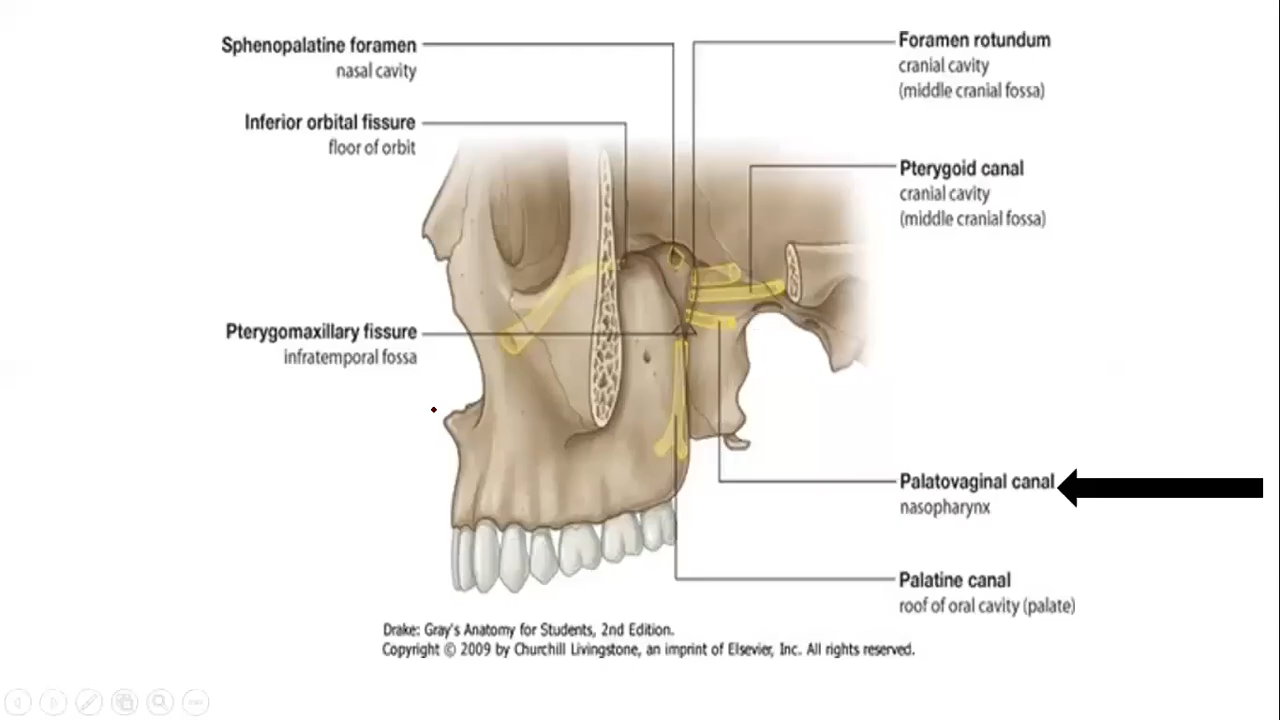 Sphenopalatine foramen
nasal cavity
Inferior orbital fissure
floor of orbit
Pterygomaxillary fissure
infratemporal fossa
Foramen rotundum
cranial cavity
(middle cranial fossa)
Pterygoid canal
cranial cavity
(middle cranial fossa)
Palatovaginal canal
nasopharynx
Palatine canal
roof of oral cavity (palate)
Drake: Gray's Anatomy for Students, 2nd Edition.
Copyright © 2009 by Churchill Livingstone, an imprint of Elsevier, Inc. All rights reserved.